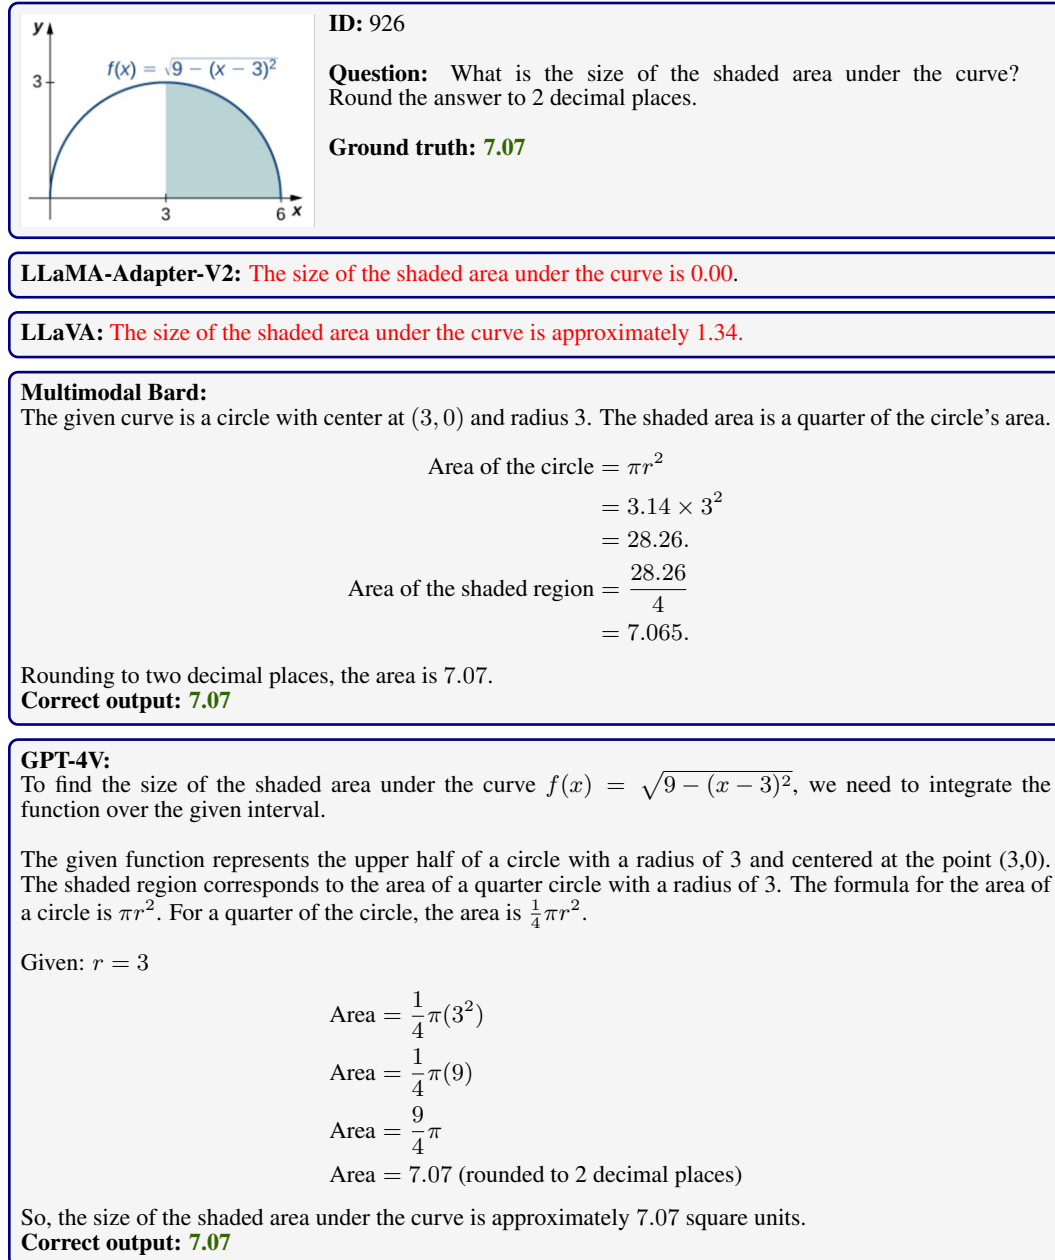 y
f(x) = √9 − (x − 3)²
3
3
6 x
ID: 926
Question: What is the size of the shaded area under the curve?
Round the answer to 2 decimal places.
Ground truth: 7.07
LLaMA-Adapter-V2: The size of the shaded area under the curve is 0.00.
LLaVA: The size of the shaded area under the curve is approximately 1.34.
Multimodal Bard:
The given curve is a circle with center at (3, 0) and radius 3. The shaded area is a quarter of the circle's area.
Area of the circle = πr²
= 3.14 × 3²
= 28.26.
Area of the shaded region = 28.26/4
= 7.065.
Rounding to two decimal places, the area is 7.07.
Correct output: 7.07
GPT-4V:
To find the size of the shaded area under the curve f(x) = √9 − (x − 3)², we need to integrate the
function over the given interval.
The given function represents the upper half of a circle with a radius of 3 and centered at the point (3,0).
The shaded region corresponds to the area of a quarter circle with a radius of 3. The formula for the area of
a circle is πr². For a quarter of the circle, the area is ¼πr².
Given: r = 3
Area = 1/4 π(3²)
Area = 1/4 π(9)
Area = 9/4 π
Area = 7.07 (rounded to 2 decimal places)
So, the size of the shaded area under the curve is approximately 7.07 square units.
Correct output: 7.07